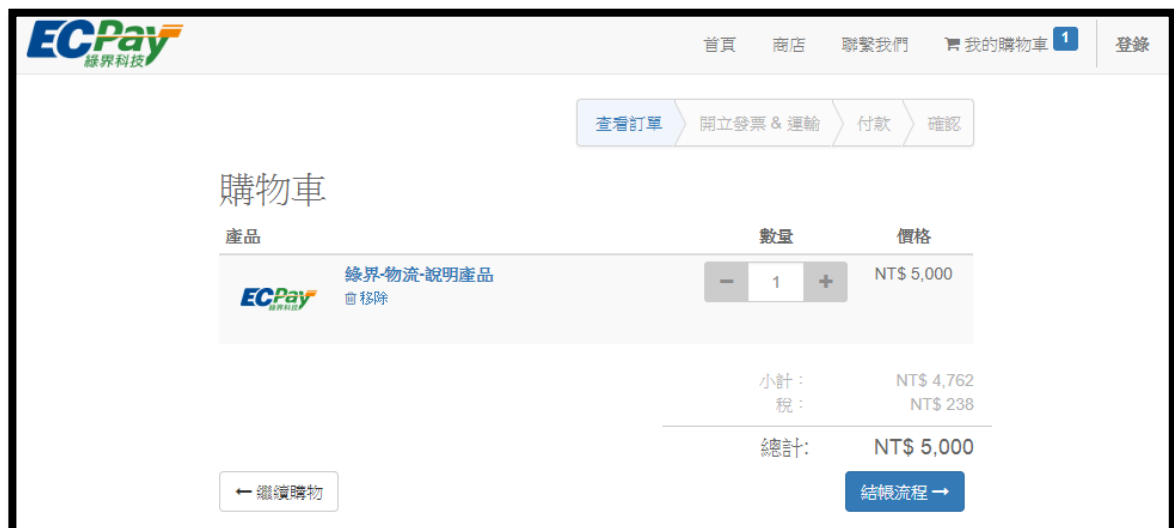 ECPay
綠界科技
首頁 商店 聯繫我們 我的購物車 1 登錄
查看訂單 開立發票 & 運輸 付款 確認
購物車
產品 數量 價格
ECPay
綠界科技
綠界-物流-說明產品
移除
− 1 + NT$ 5,000
小計： NT$ 4,762
稅： NT$ 238
總計: NT$ 5,000
←繼續購物 結帳流程→